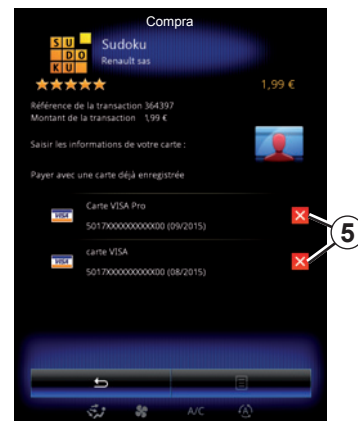 Compra
SU
DO
KU
Sudoku
Renault sas
1,99 €
Référence de la transaction 364397
Montant de la transaction 1,99 €
Saisir les informations de votre carte :
Payer avec une carte déjà enregistrée
VISA
Carte VISA Pro
5017XXXXXXXXXX00 (09/2015)
5
VISA
carte VISA
5017XXXXXXXXXX00 (08/2015)
A/C
A